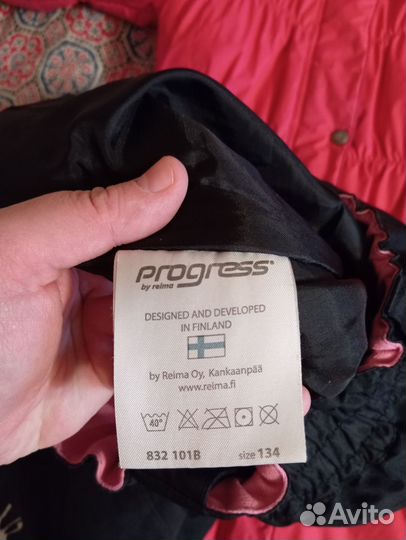 progress
by reima
DESIGNED AND DEVELOPED
IN FINLAND
by Reima Oy, Kankaanpää
www.reima.fi
40°
832 101B size 134
Avito